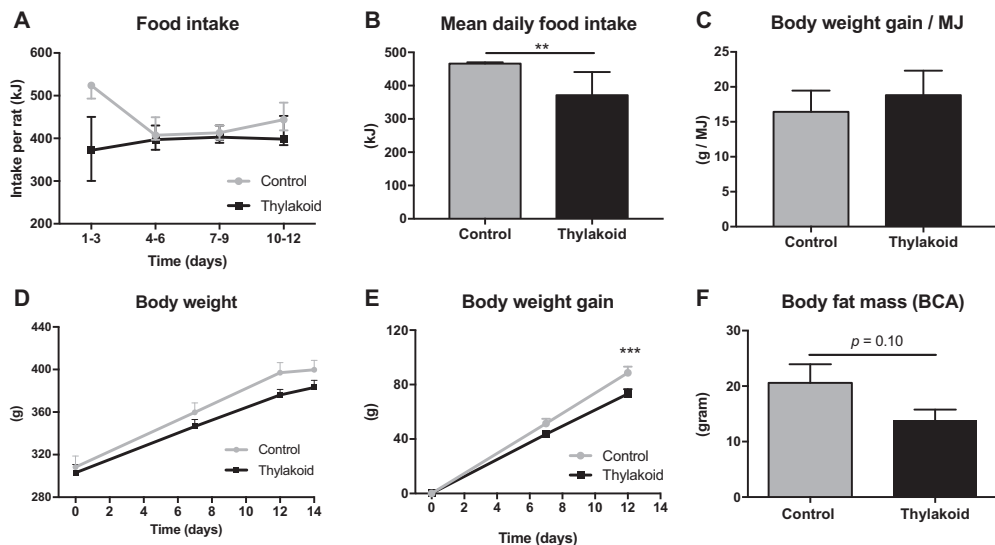 A
Food intake
Intake per rat (kJ)
600
500
400
300
200
Control
Thylakoid
1-3
4-6
7-9
10-12
Time (days)
B
Mean daily food intake
(kJ)
500
400
300
200
100
0
**
Control
Thylakoid
C
Body weight gain / MJ
(g / MJ)
25
20
15
10
5
0
Control
Thylakoid
D
Body weight
(g)
440
400
360
320
280
Control
Thylakoid
0
2
4
6
8
10
12
14
Time (days)
E
Body weight gain
(g)
120
80
40
0
***
Control
Thylakoid
0
2
4
6
8
10
12
14
Time (days)
F
Body fat mass (BCA)
(gram)
30
20
10
0
p = 0.10
Control
Thylakoid